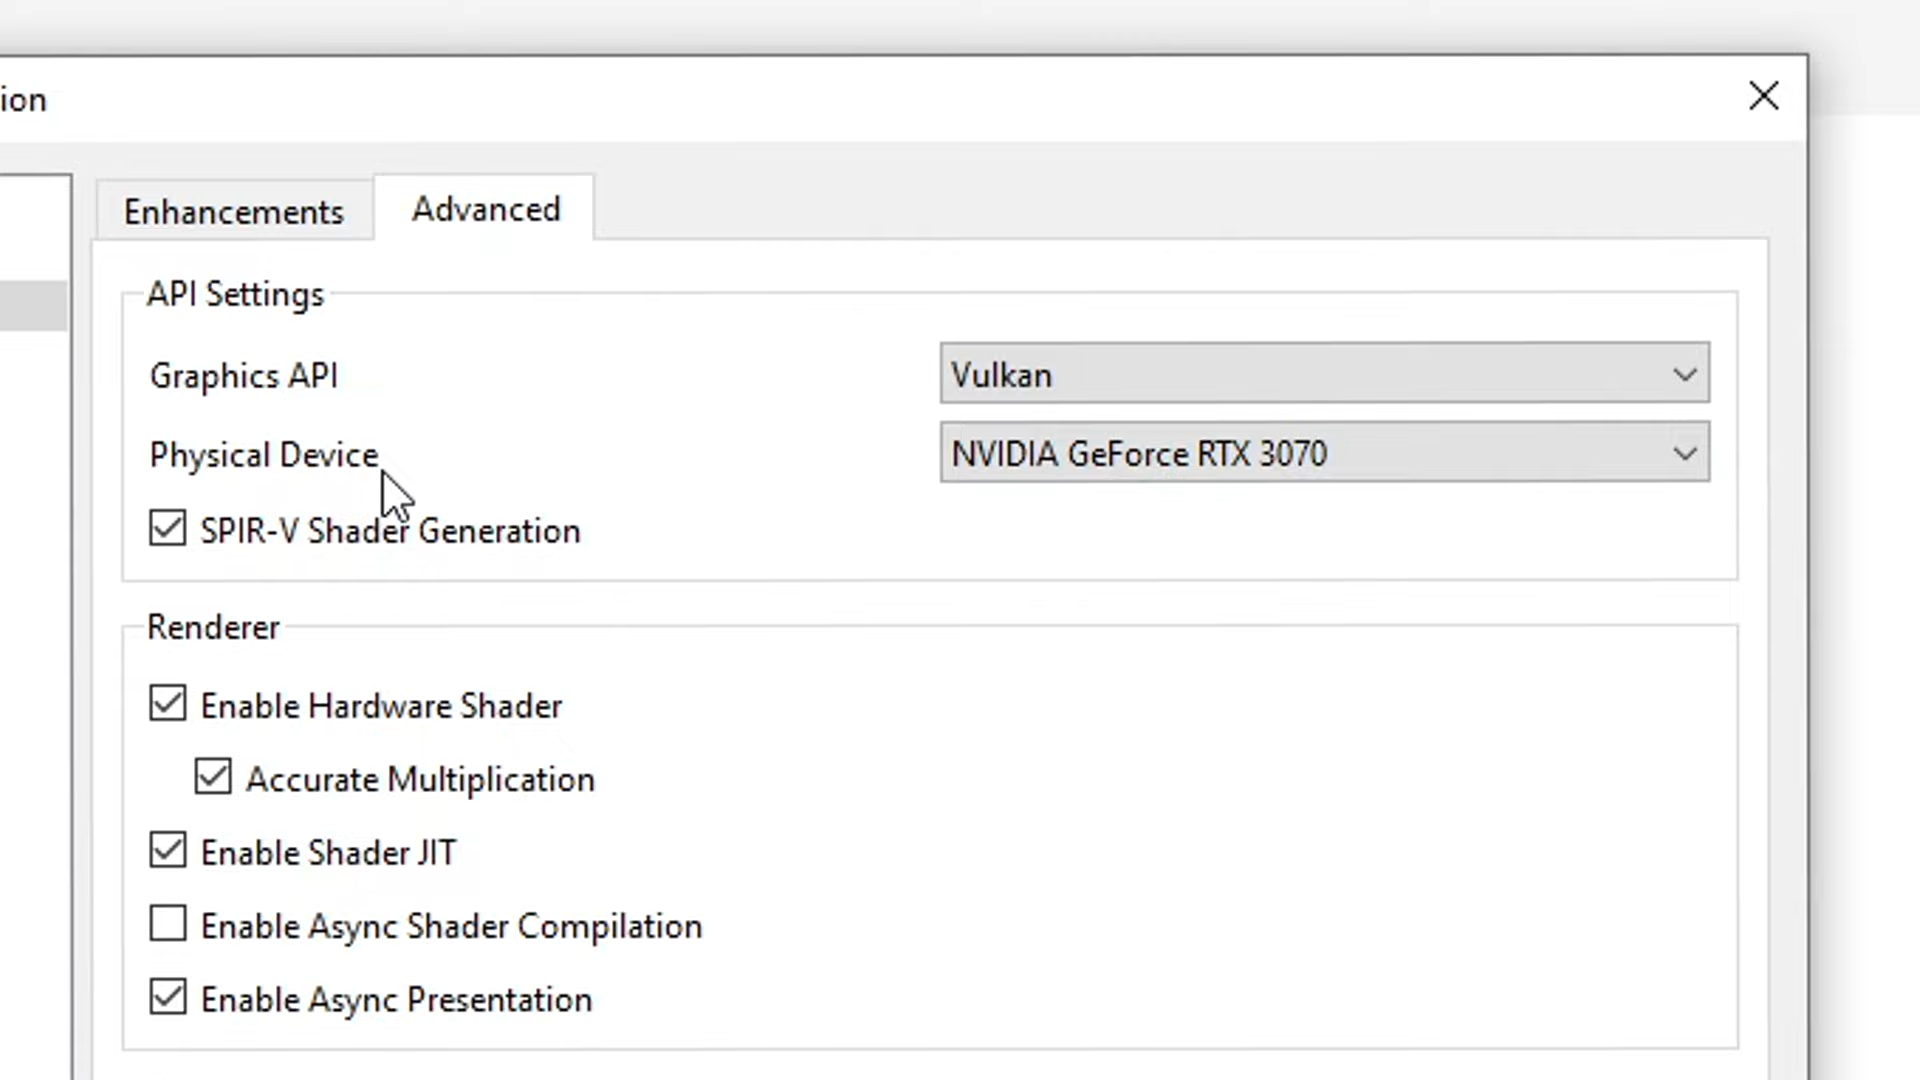 ion
Enhancements
Advanced
API Settings
Graphics API
Vulkan
Physical Device
NVIDIA GeForce RTX 3070
SPIR-V Shader Generation
Renderer
Enable Hardware Shader
Accurate Multiplication
Enable Shader JIT
Enable Async Shader Compilation
Enable Async Presentation